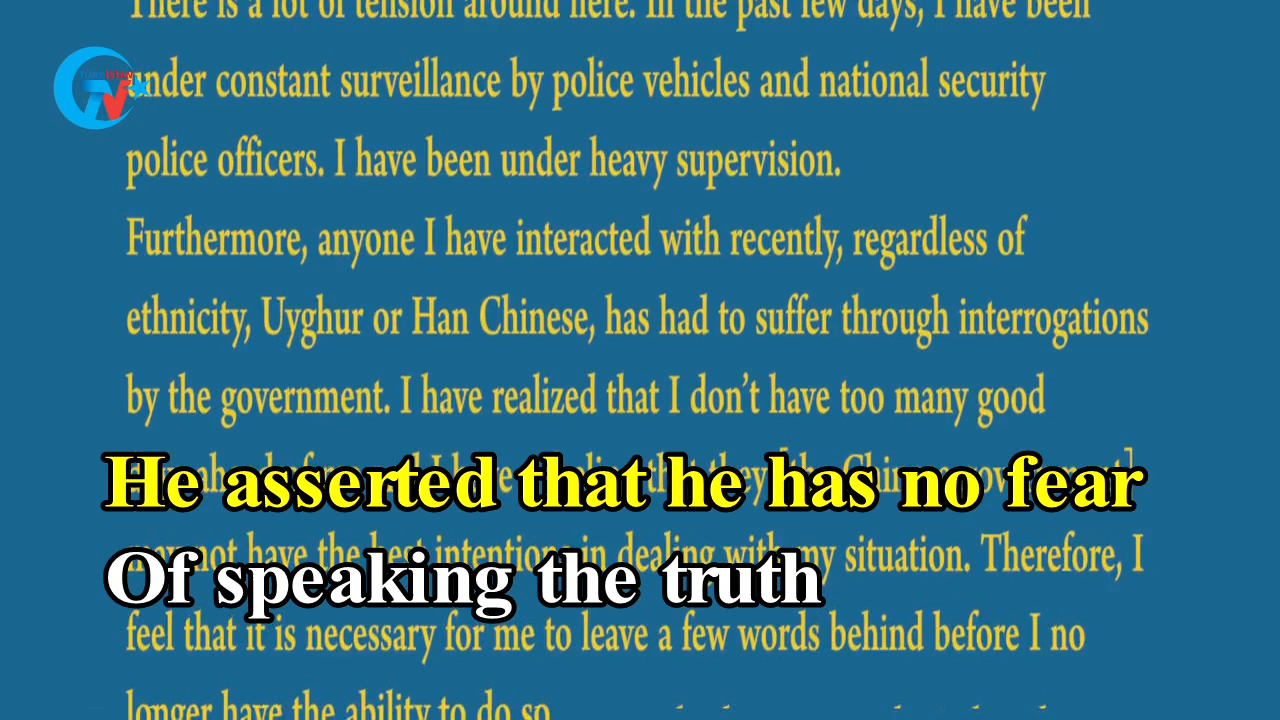 There is a lot of tension around here. In the past few days, I have been
under constant surveillance by police vehicles and national security
police officers. I have been under heavy supervision.
Furthermore, anyone I have interacted with recently, regardless of
ethnicity, Uyghur or Han Chinese, has had to suffer through interrogations
by the government. I have realized that I don’t have too many good
He asserted that he has no fear
not have the best intentions in dealing with my situation. Therefore, I
Of speaking the truth
feel that it is necessary for me to leave a few words behind before I no
longer have the ability to do so.